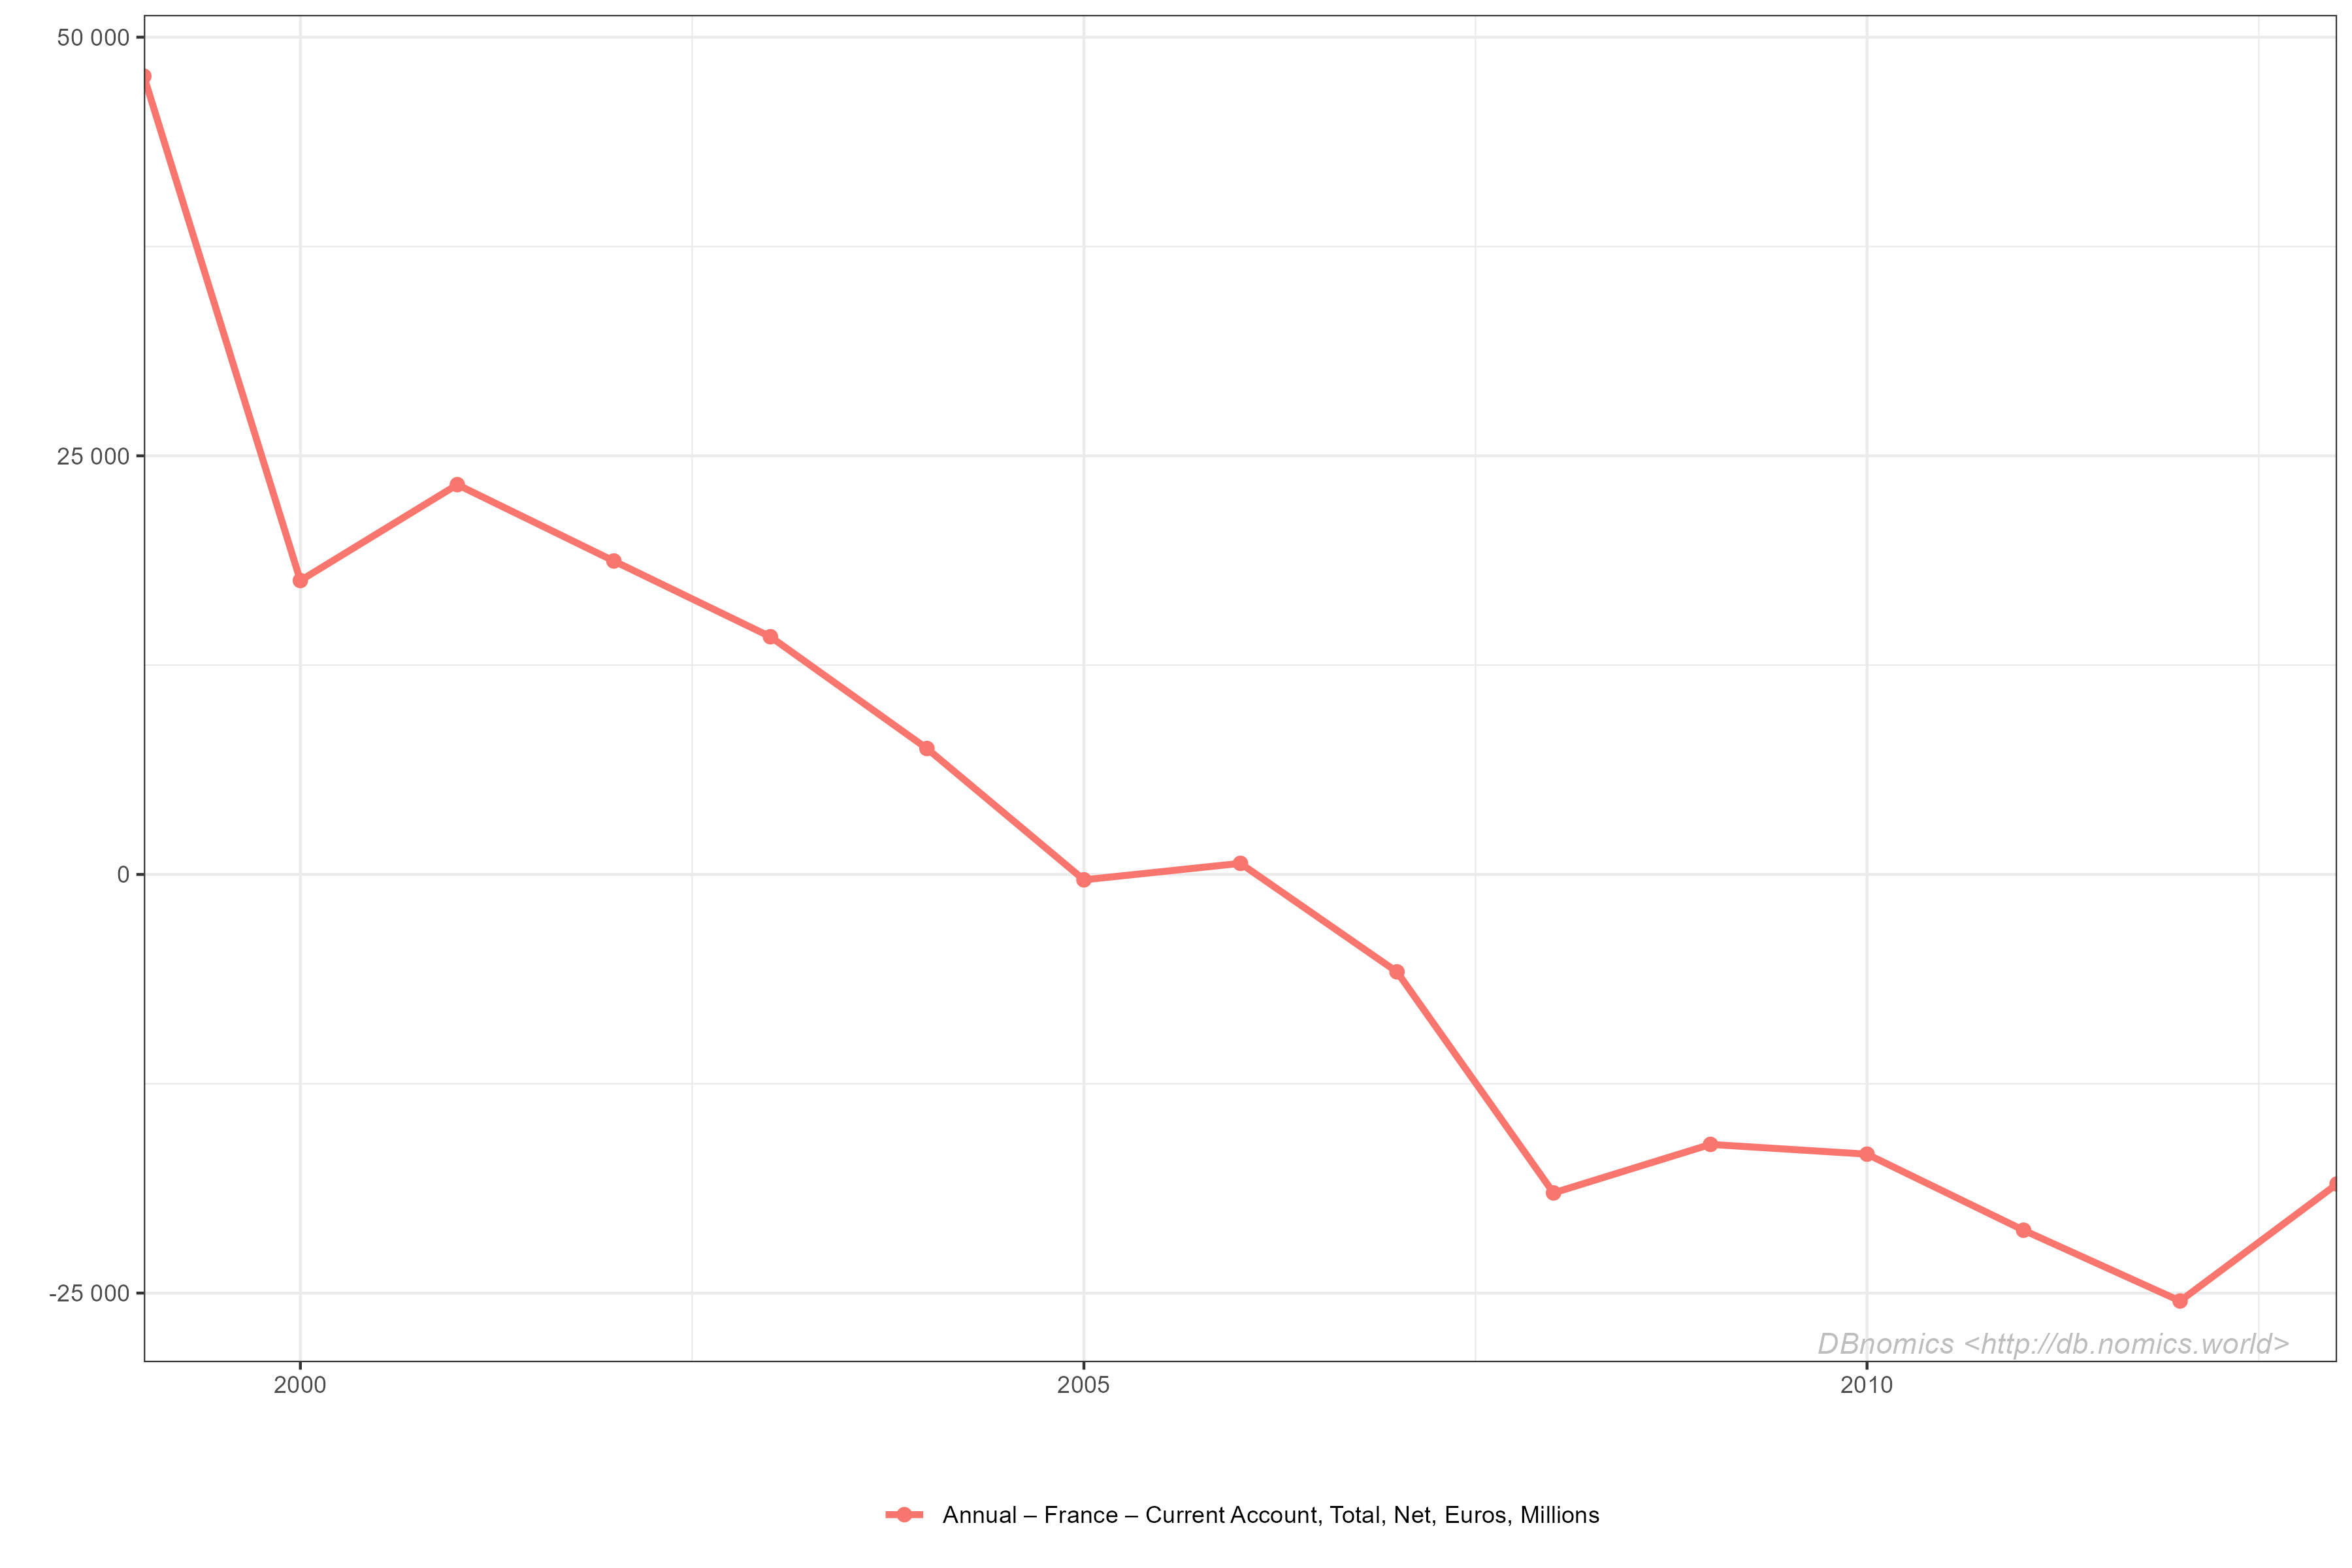 50 000
25 000
0
-25 000
DBnomics <http://db.nomics.world>
2000 2005 2010
Annual – France – Current Account, Total, Net, Euros, Millions